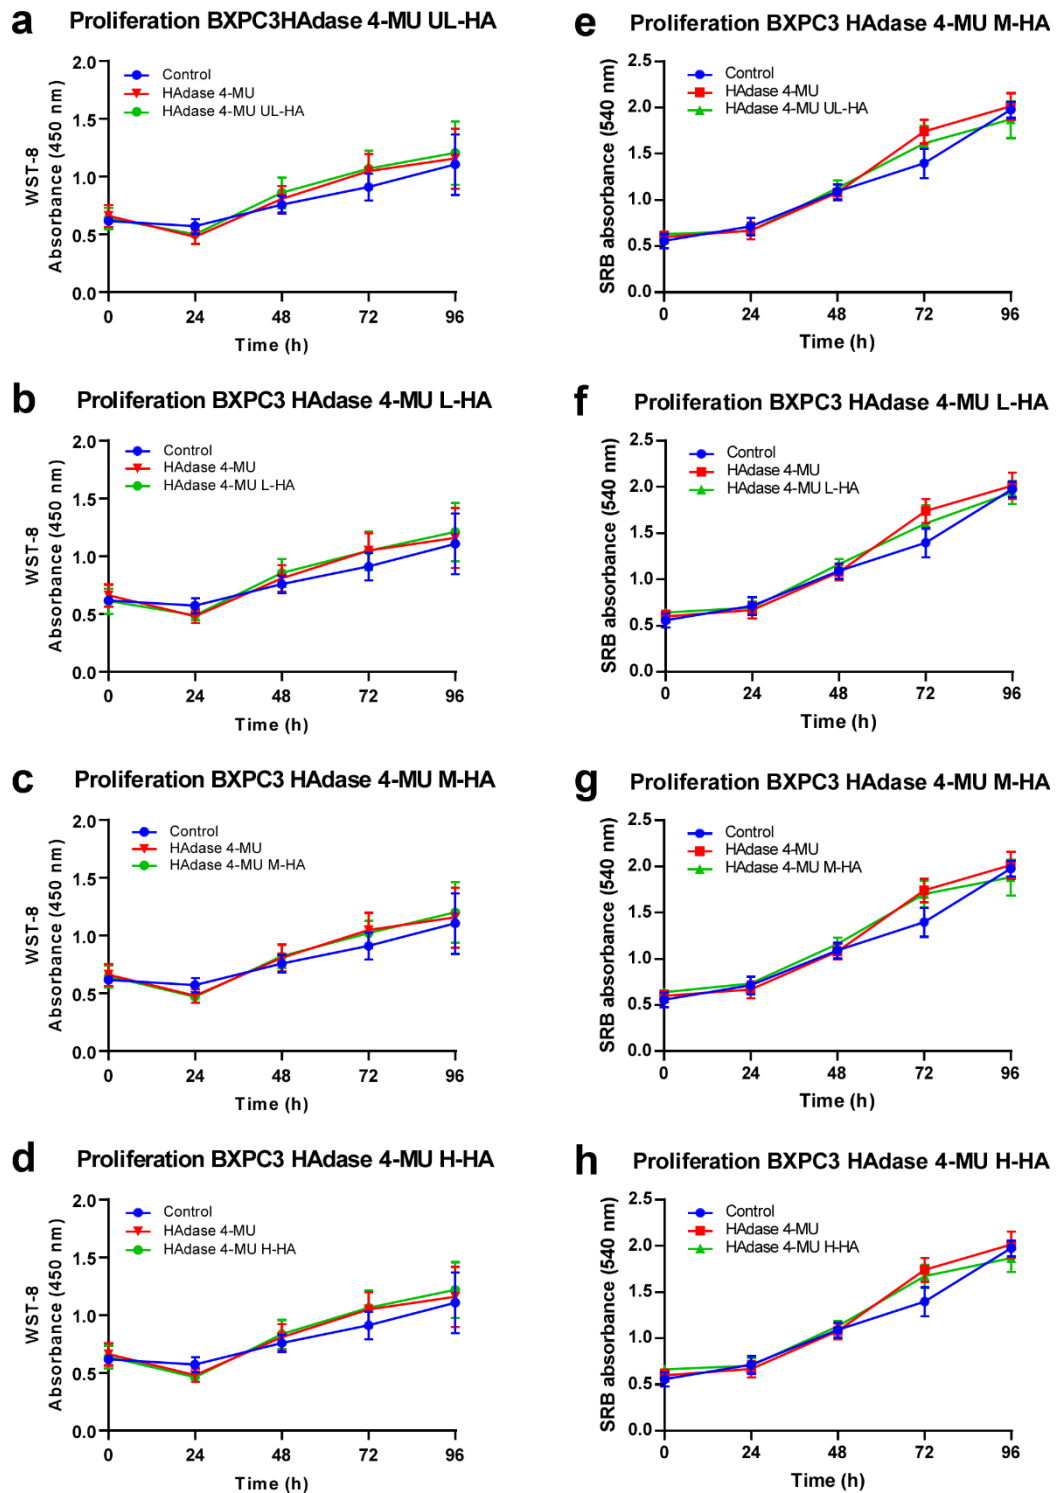 a
Proliferation BXPC3HAdase 4-MU UL-HA
2.0
1.5
1.0
0.5
0.0
WST-8
Absorbance (450 nm)
Control
HAdase 4-MU
HAdase 4-MU UL-HA
0 24 48 72 96
Time (h)
e
Proliferation BXPC3 HAdase 4-MU M-HA
2.5
2.0
1.5
1.0
0.5
0.0
SRB absorbance (540 nm)
Control
HAdase 4-MU
HAdase 4-MU UL-HA
0 24 48 72 96
Time (h)
b
Proliferation BXPC3 HAdase 4-MU L-HA
2.0
1.5
1.0
0.5
0.0
WST-8
Absorbance (450 nm)
Control
HAdase 4-MU
HAdase 4-MU L-HA
0 24 48 72 96
Time (h)
f
Proliferation BXPC3 HAdase 4-MU L-HA
2.5
2.0
1.5
1.0
0.5
0.0
SRB absorbance (540 nm)
Control
HAdase 4-MU
HAdase 4-MU L-HA
0 24 48 72 96
Time (h)
c
Proliferation BXPC3 HAdase 4-MU M-HA
2.0
1.5
1.0
0.5
0.0
WST-8
Absorbance (450 nm)
Control
HAdase 4-MU
HAdase 4-MU M-HA
0 24 48 72 96
Time (h)
g
Proliferation BXPC3 HAdase 4-MU M-HA
2.5
2.0
1.5
1.0
0.5
0.0
SRB absorbance (540 nm)
Control
HAdase 4-MU
HAdase 4-MU M-HA
0 24 48 72 96
Time (h)
d
Proliferation BXPC3 HAdase 4-MU H-HA
2.0
1.5
1.0
0.5
0.0
WST-8
Absorbance (450 nm)
Control
HAdase 4-MU
HAdase 4-MU H-HA
0 24 48 72 96
Time (h)
h
Proliferation BXPC3 HAdase 4-MU H-HA
2.5
2.0
1.5
1.0
0.5
0.0
SRB absorbance (540 nm)
Control
HAdase 4-MU
HAdase 4-MU H-HA
0 24 48 72 96
Time (h)